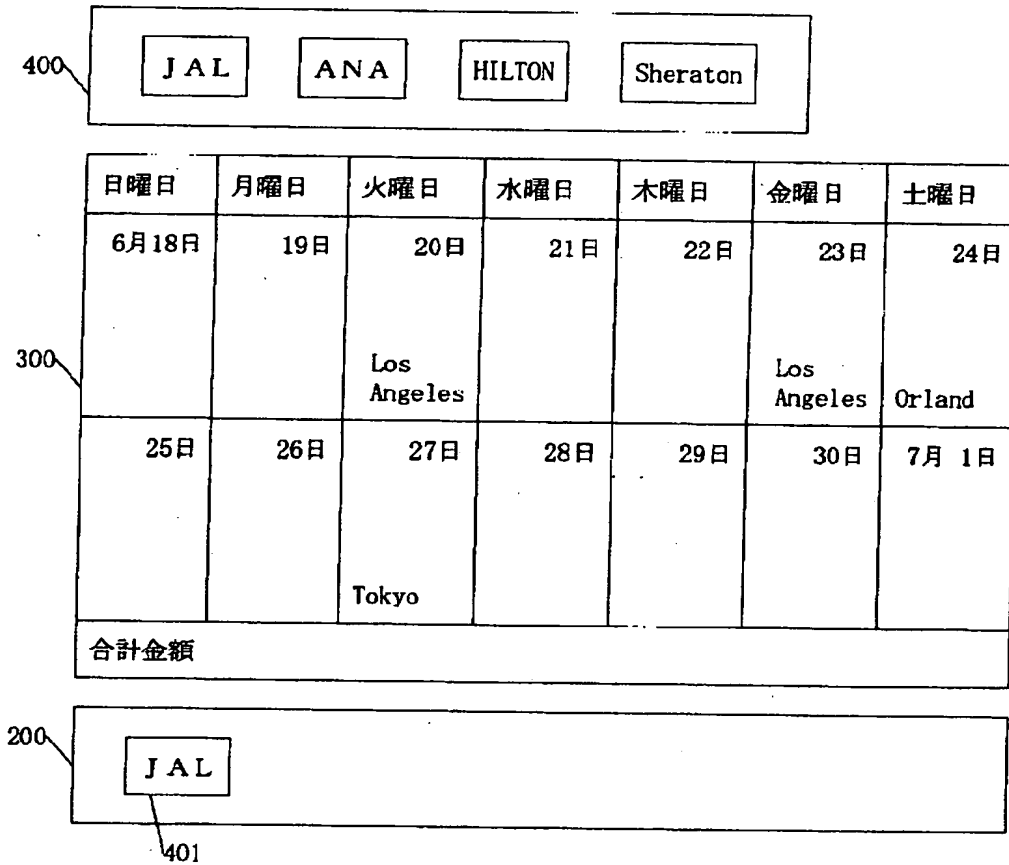 400 JAL ANA HILTON Sheraton
日曜日 月曜日 火曜日 水曜日 木曜日 金曜日 土曜日
6月18日 19日 20日 21日 22日 23日 24日
300
Los Los
Angeles Angeles Orland
25日 26日 27日 28日 29日 30日 7月 1日
Tokyo
合計金額
200
JAL
401